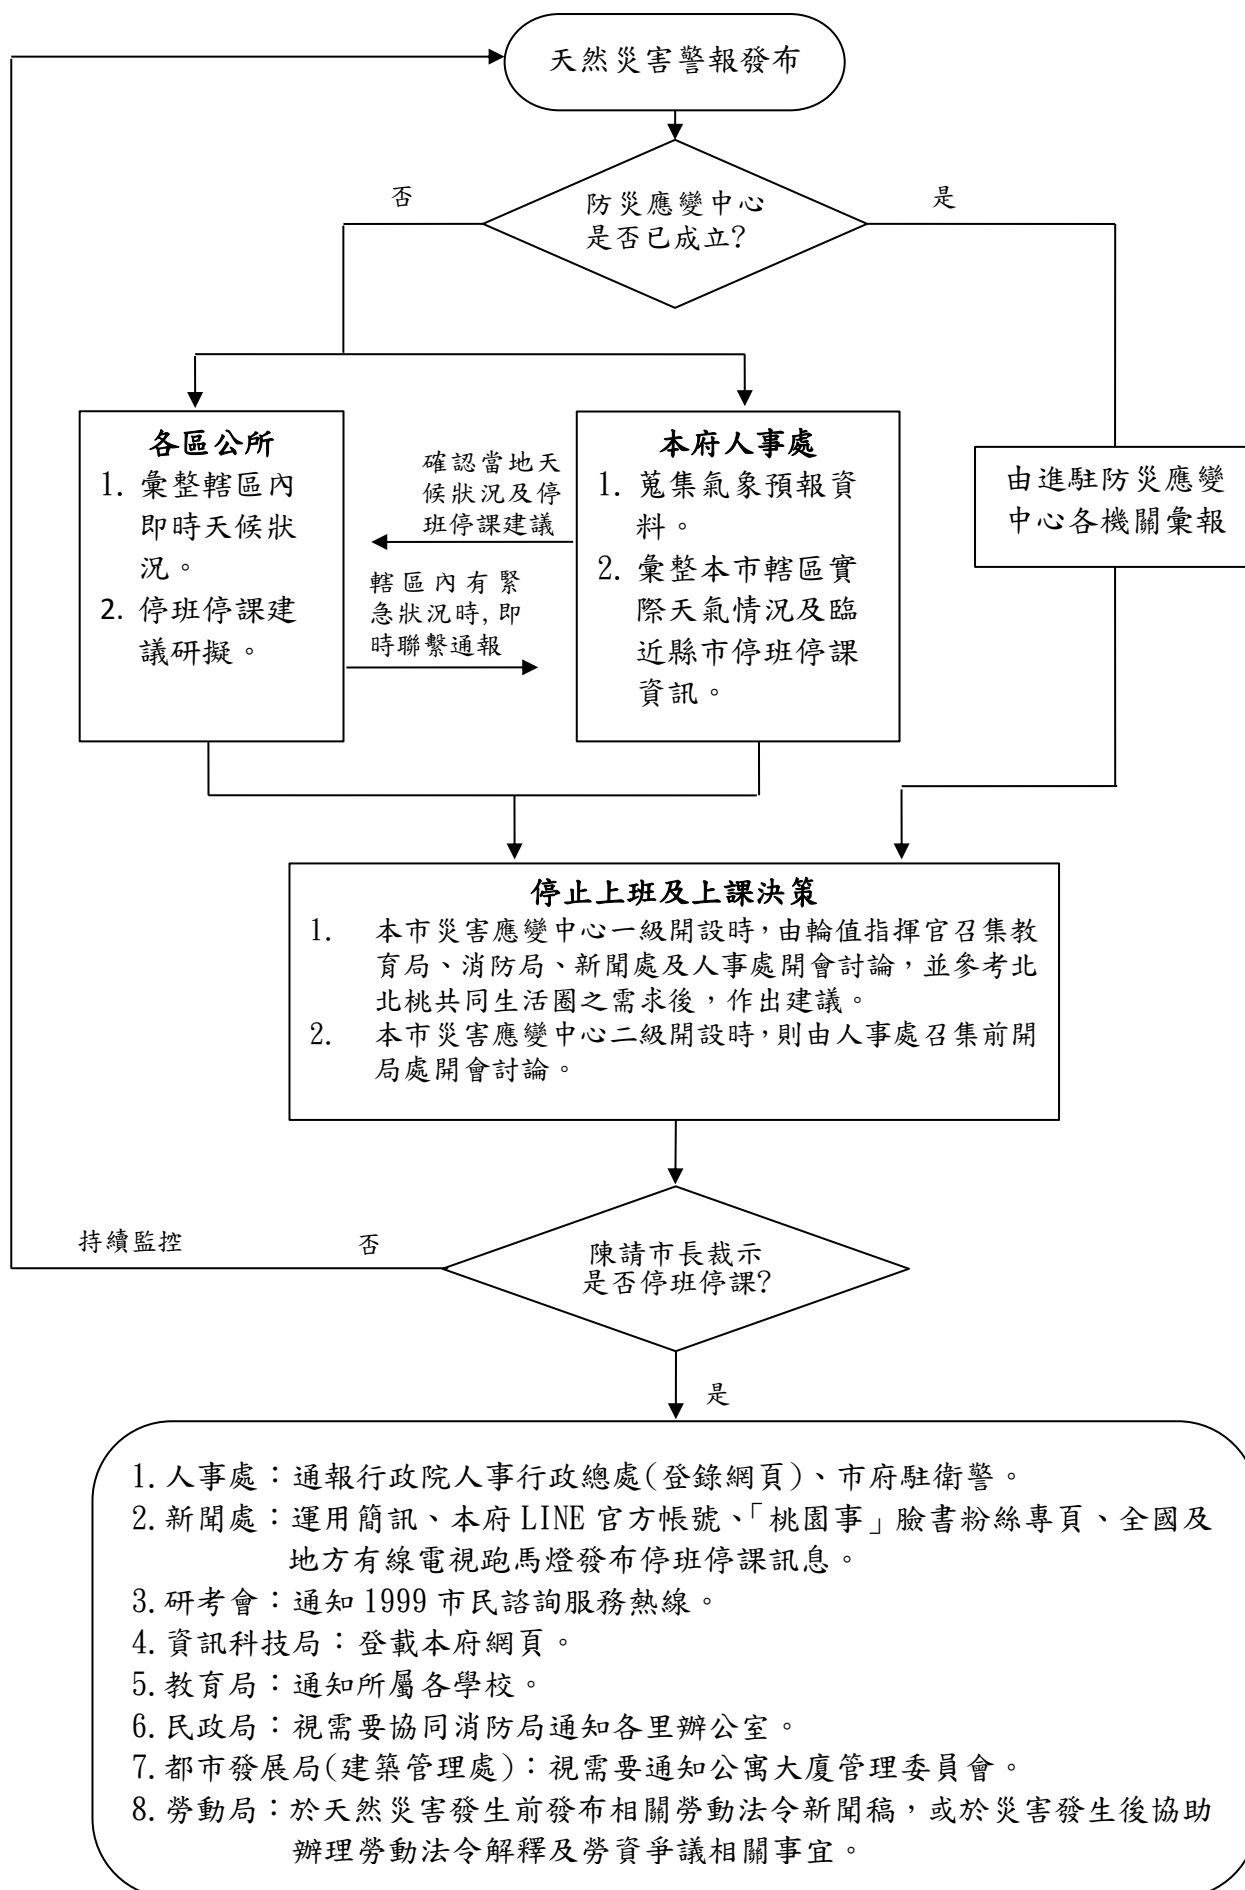 天然災害警報發布
防災應變中心
是否已成立?
否
是
各區公所
1. 彙整轄區內
即時天候狀
況。
2. 停班停課建
議研擬。
確認當地天
候狀況及停
班停課建議
轄區內有緊
急狀況時,即
時聯繫通報
本府人事處
1. 蒐集氣象預報資
料。
2. 彙整本市轄區實
際天氣情況及臨
近縣市停班停課
資訊。
由進駐防災應變
中心各機關彙報
停止上班及上課決策
1. 本市災害應變中心一級開設時,由輪值指揮官召集教
育局、消防局、新聞處及人事處開會討論,並參考北
北桃共同生活圈之需求後,作出建議。
2. 本市災害應變中心二級開設時,則由人事處召集前開
局處開會討論。
陳請市長裁示
是否停班停課?
持續監控
否
是
1.人事處：通報行政院人事行政總處(登錄網頁)、市府駐衛警。
2.新聞處：運用簡訊、本府 LINE 官方帳號、「桃園事」臉書粉絲專頁、全國及
地方有線電視跑馬燈發布停班停課訊息。
3.研考會：通知 1999 市民諮詢服務熱線。
4.資訊科技局：登載本府網頁。
5.教育局：通知所屬各學校。
6.民政局：視需要協同消防局通知各里辦公室。
7.都市發展局(建築管理處)：視需要通知公寓大廈管理委員會。
8.勞動局：於天然災害發生前發布相關勞動法令新聞稿，或於災害發生後協助
辦理勞動法令解釋及勞資爭議相關事宜。